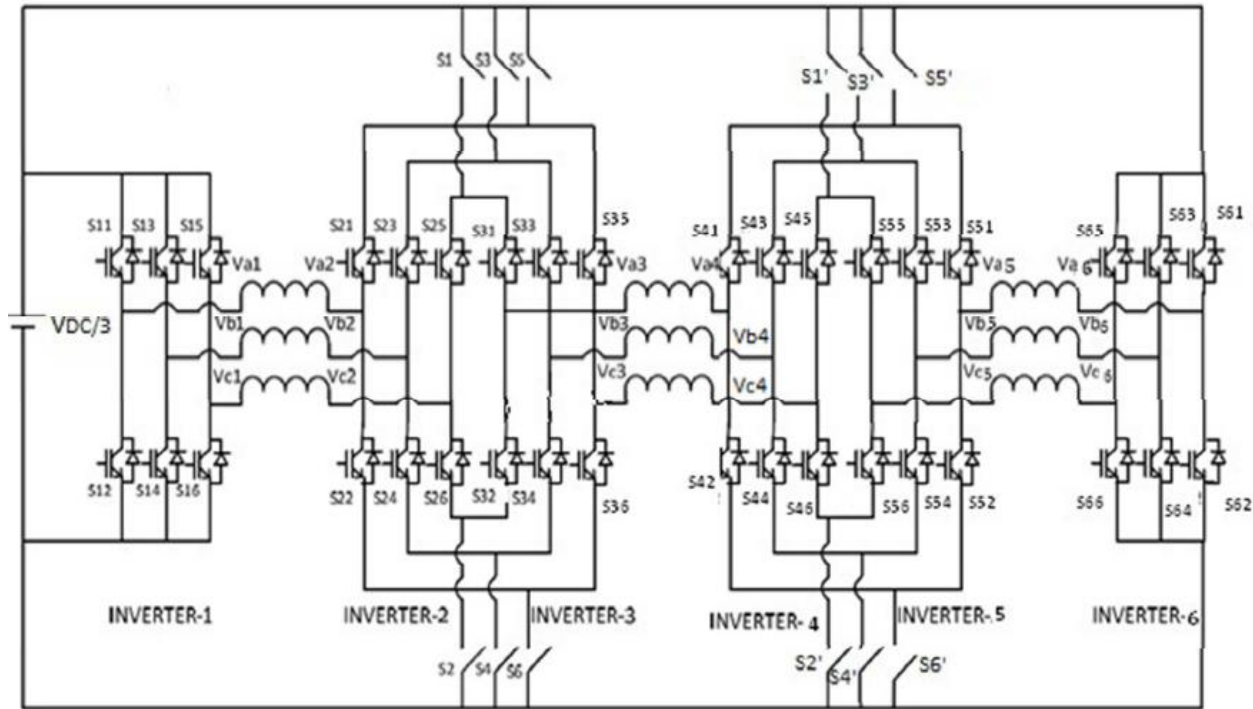 S1 S3 S5
S1' S3' S5'
S11 S13 S15
S21 S23 S25
S31 S33 S35
S41 S43 S45
S55 S53 S51
S65 S63 S61
Va1 Va2 Va3 Va4 Va5 Va6
VDC/3
Vb1 Vb2 Vb3 Vb4 Vb5 Vb6
Vc1 Vc2 Vc3 Vc4 Vc5 Vc6
S12 S14 S16
S22 S24 S26
S32 S34 S36
S42 S44 S46
S56 S54 S52
S66 S64 S62
INVERTER-1 INVERTER-2 INVERTER-3 INVERTER-4 INVERTER-5 INVERTER-6
S2 S4 S6
S2' S4' S6'